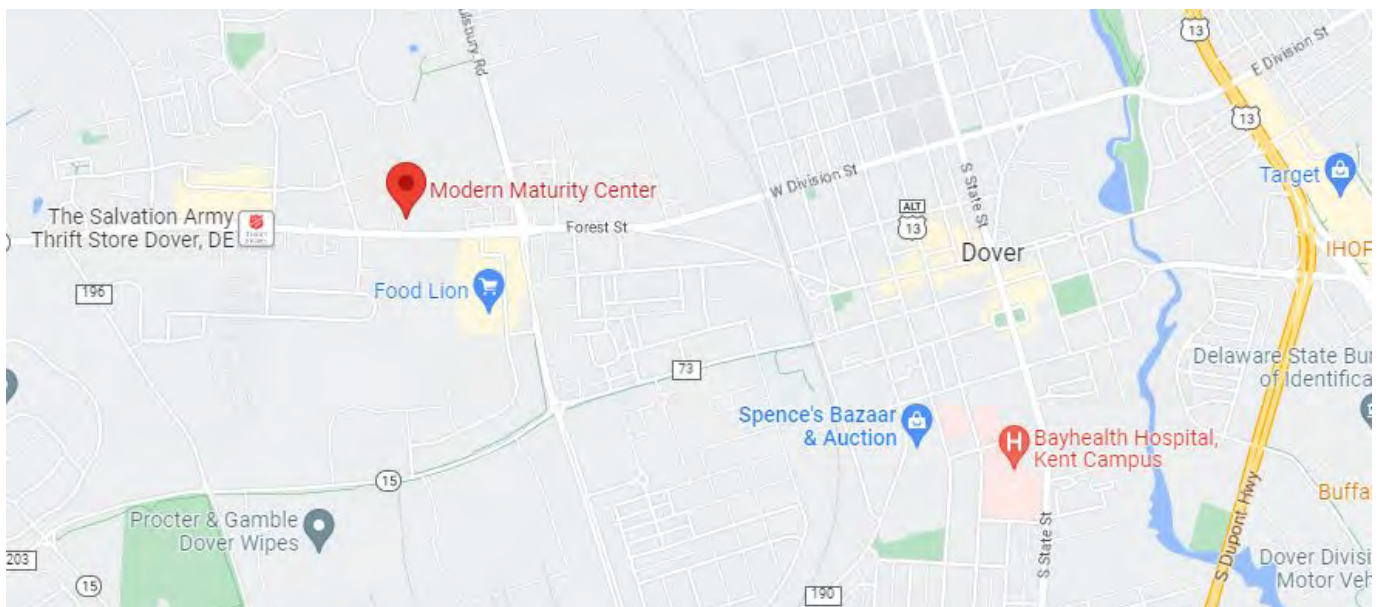 ulsbury Rd
13
E Division St
13
Modern Maturity Center
W Division St
S State St
Target
The Salvation Army
Thrift Store Dover, DE
Forest St
ALT
13
Dover
IHOP
Food Lion
196
73
Delaware State Bur
of Identifica
Spence's Bazaar
& Auction
Bayhealth Hospital,
Kent Campus
15
Procter & Gamble
Dover Wipes
Buffa
S Dupont Hwy
S State St
203
15
190
Dover Divisi
Motor Veh